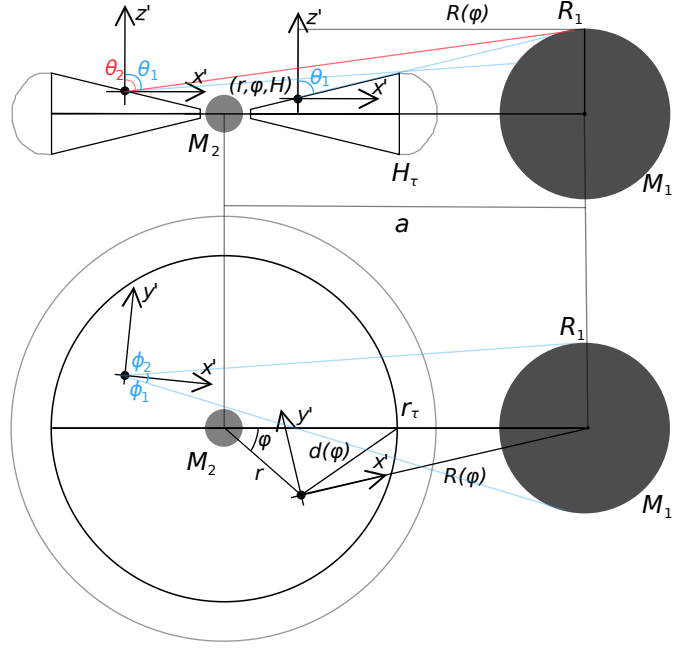 z'
z'
R(φ)
R₁
θ₂
θ₁
x'
(r,φ,H)
θ₁
x'
M₂
H_τ
M₁
a
y'
R₁
ϕ₂
x'
ϕ₁
y'
r_τ
φ
d(φ)
M₂
r
x'
R(φ)
M₁